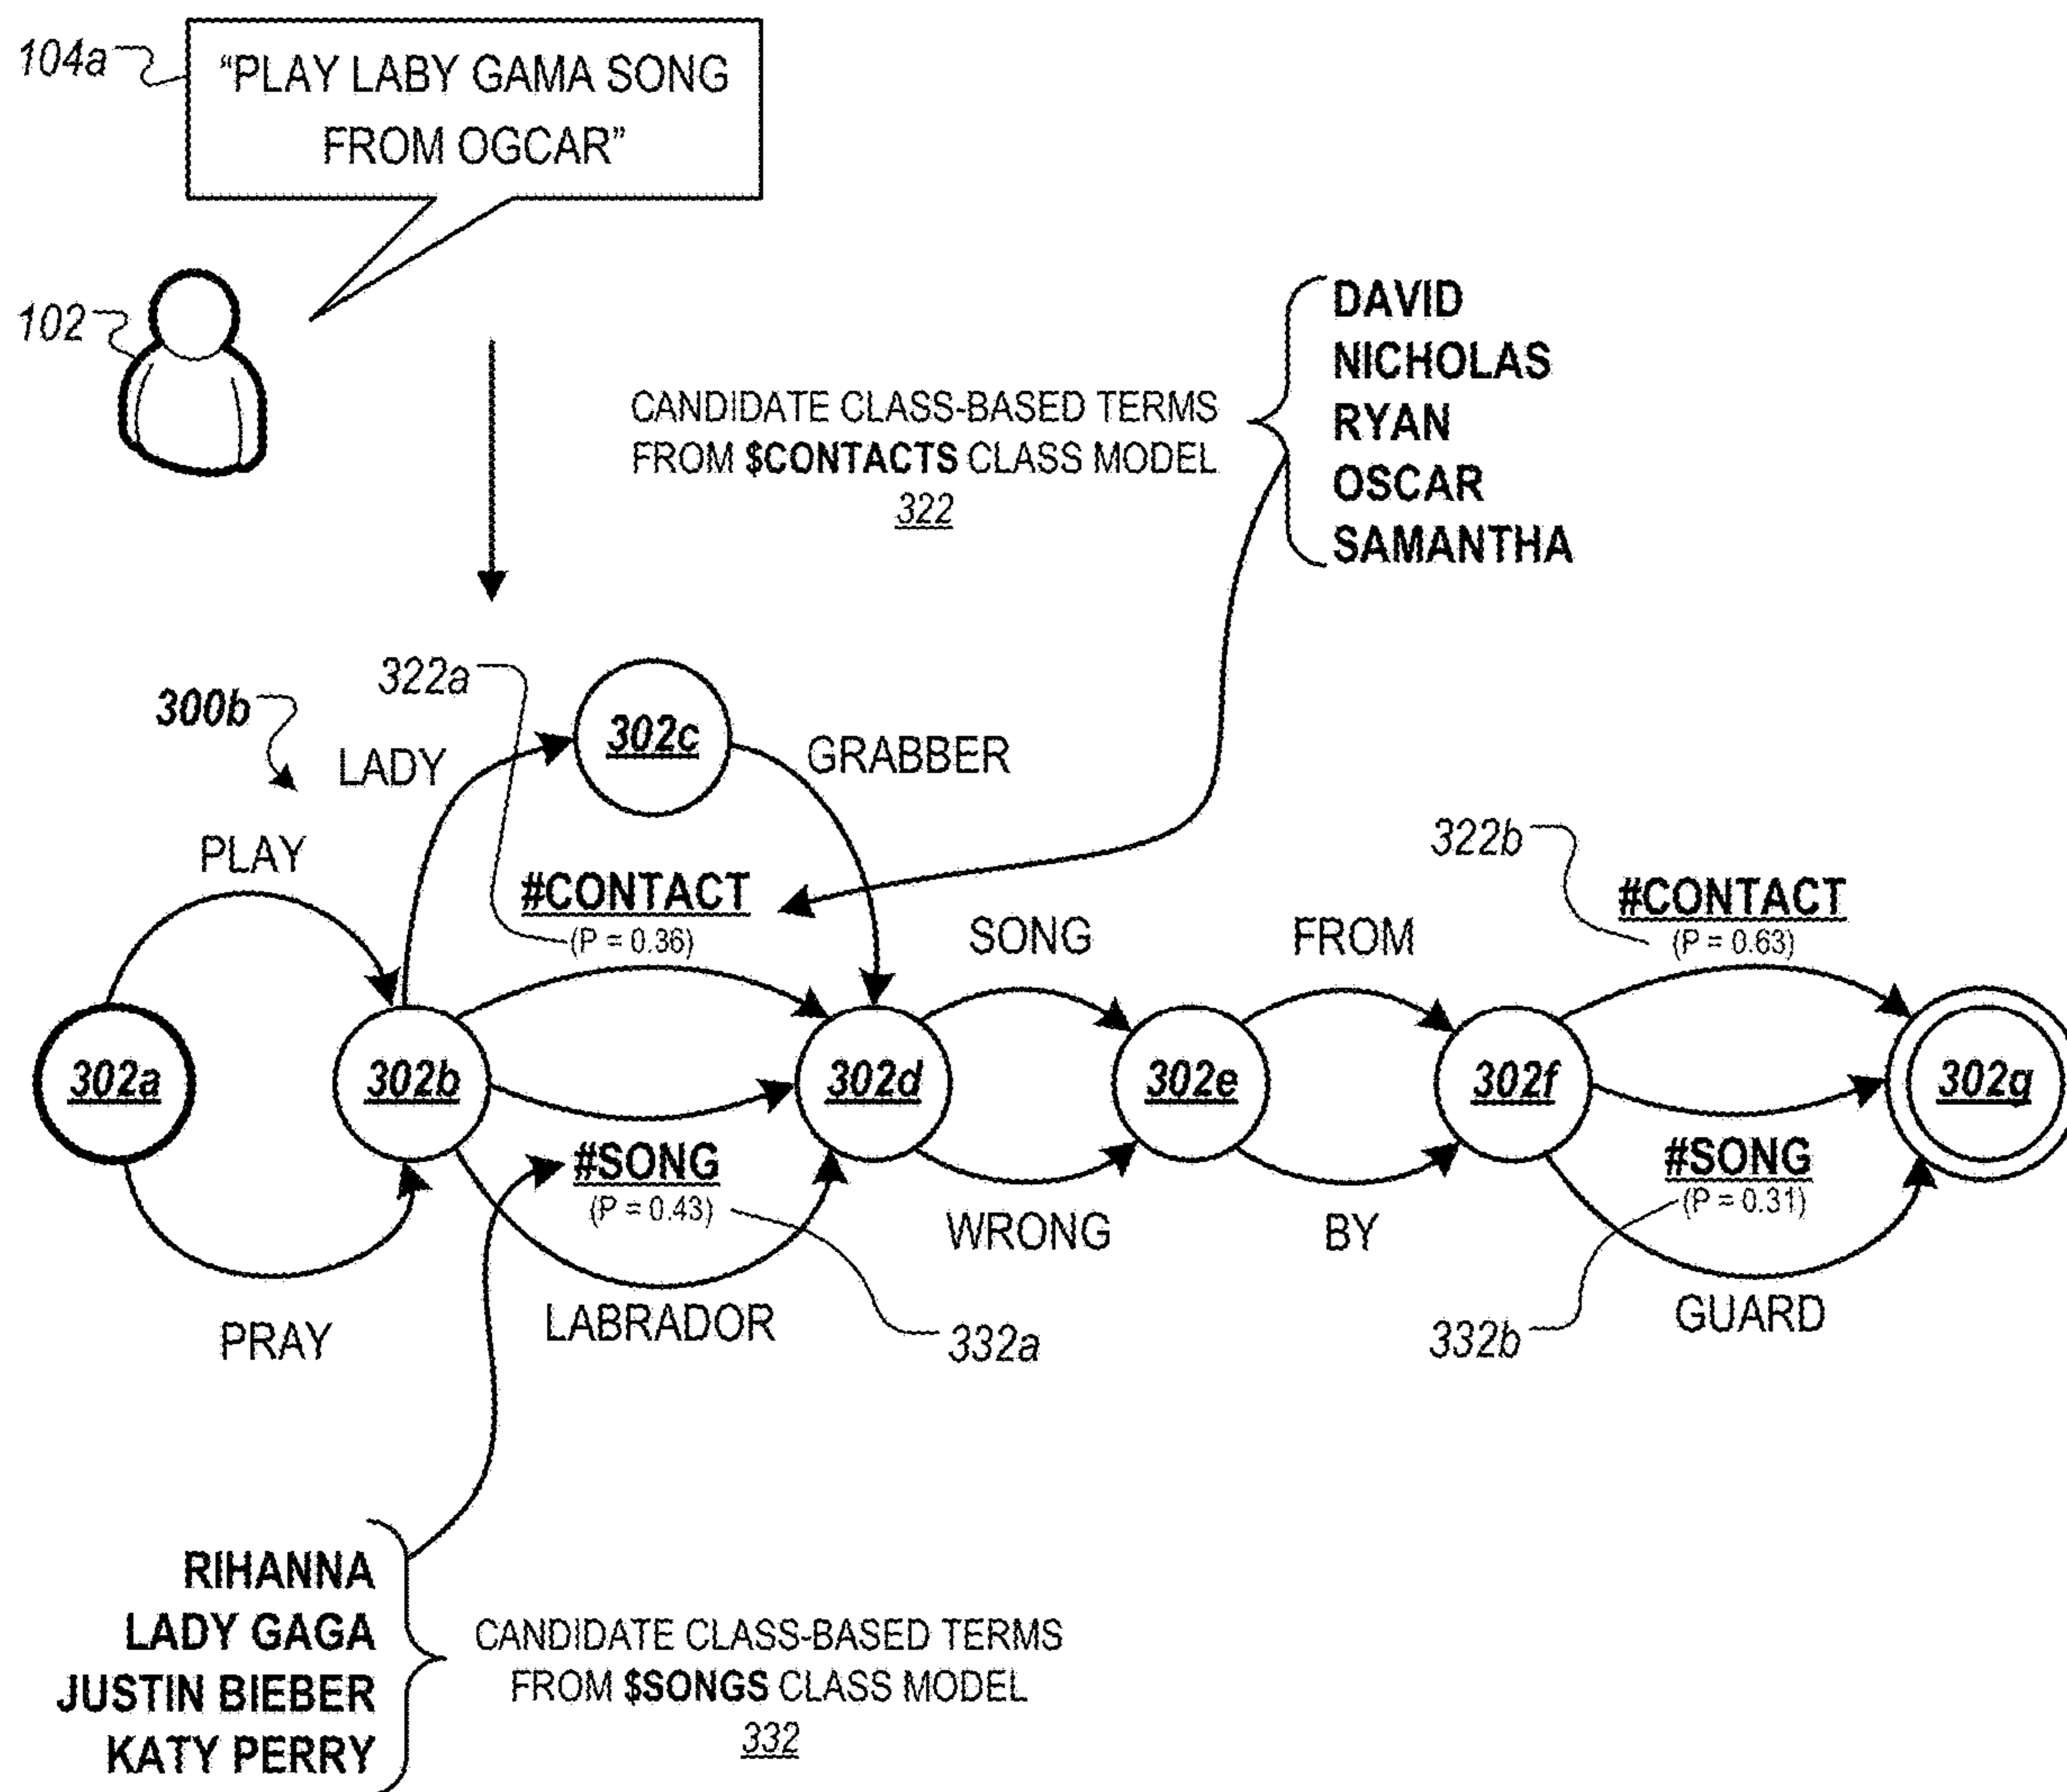 104a
"PLAY LABY GAMA SONG
FROM OGCAR"
102
DAVID
NICHOLAS
RYAN
OSCAR
SAMANTHA
CANDIDATE CLASS-BASED TERMS
FROM $CONTACTS CLASS MODEL
322
322a
300b
LADY
302c
GRABBER
PLAY
#CONTACT
(P = 0.36)
SONG
FROM
322b
#CONTACT
(P = 0.63)
302a
302b
302d
302e
302f
302g
#SONG
(P = 0.43)
#SONG
(P = 0.31)
WRONG
BY
PRAY
LABRADOR
332a
332b
GUARD
RIHANNA
LADY GAGA
JUSTIN BIEBER
KATY PERRY
CANDIDATE CLASS-BASED TERMS
FROM $SONGS CLASS MODEL
332